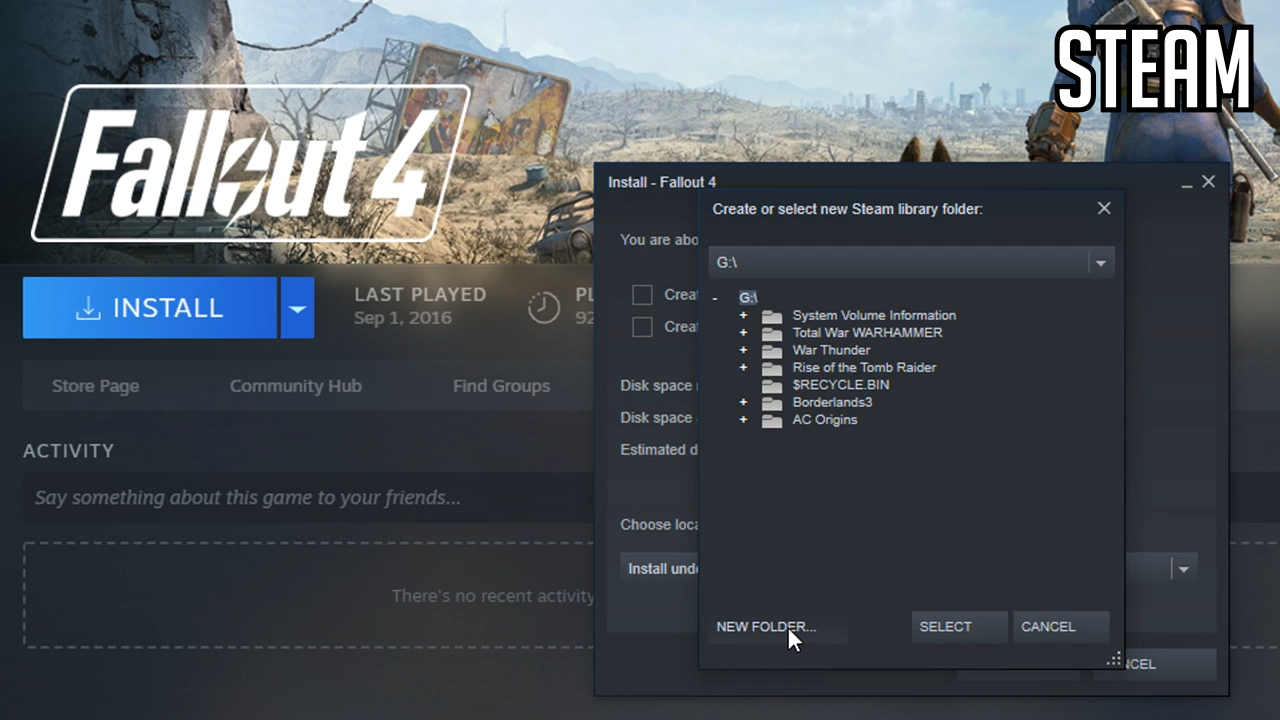 STEAM
Fallout 4
INSTALL
LAST PLAYED
Sep 1, 2016
Store Page
Community Hub
Find Groups
ACTIVITY
Say something about this game to your friends...
There's no recent activity
Install - Fallout 4
You are abo
Crea
Crea
Disk space
Disk space
Estimated d
Choose loca
Install unde
Create or select new Steam library folder:
G:\
- G:\
+ System Volume Information
+ Total War WARHAMMER
+ War Thunder
+ Rise of the Tomb Raider
$RECYCLE.BIN
+ Borderlands3
+ AC Origins
NEW FOLDER...
SELECT
CANCEL
NCEL